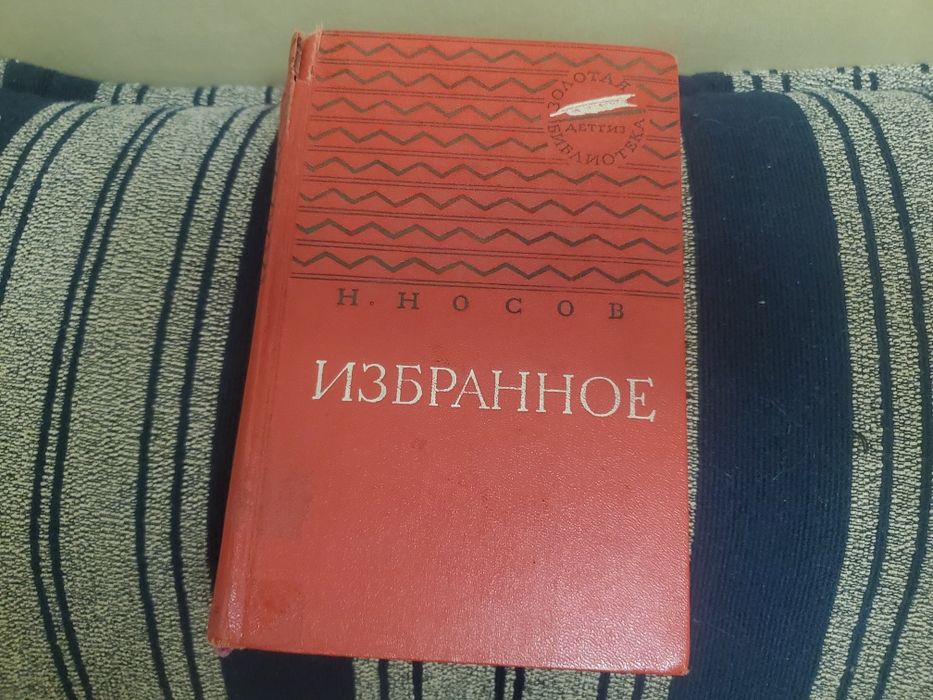 ЗОЛОТАЯ
БИБЛИОТЕКА
ДЕТГИЗ
Н. НОСОВ
ИЗБРАННОЕ